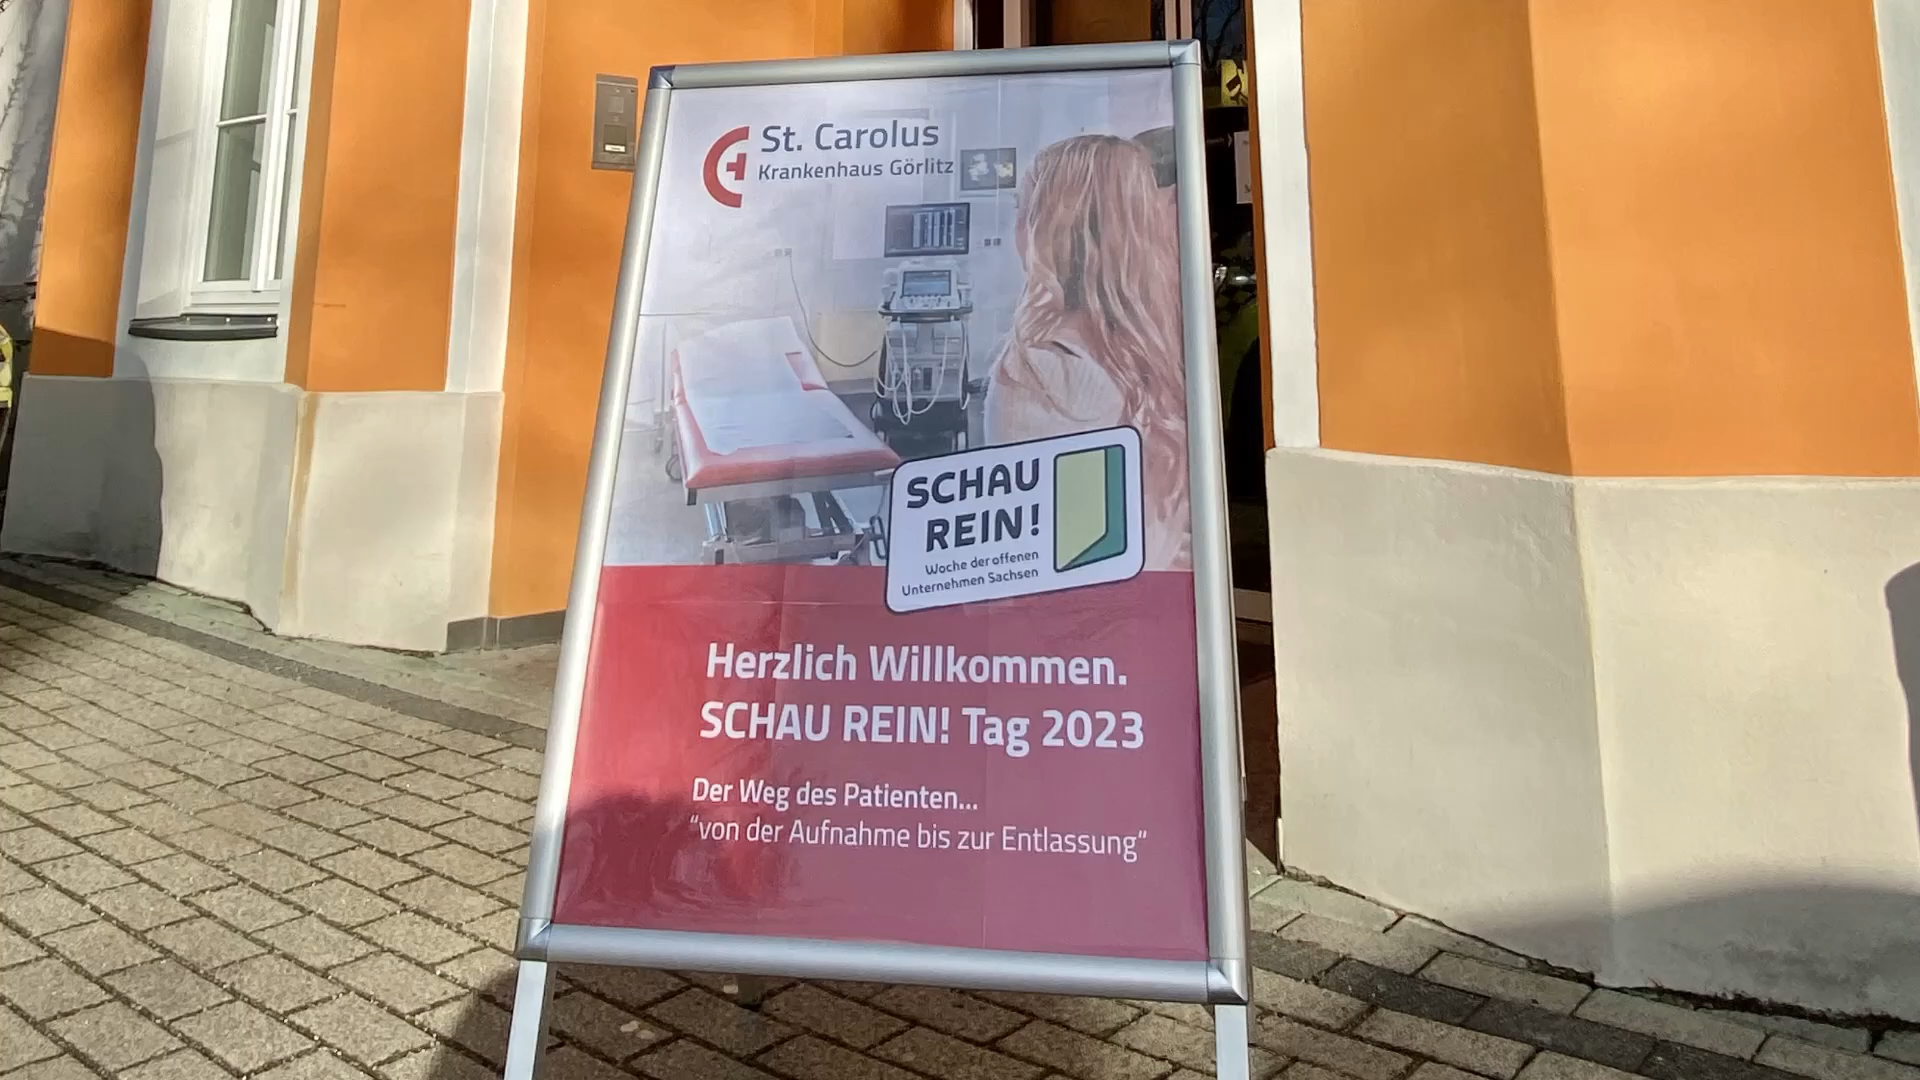 St. Carolus
Krankenhaus Görlitz
SCHAU
REIN!
Woche der offenen
Unternehmen Sachsen
Herzlich Willkommen.
SCHAU REIN! Tag 2023
Der Weg des Patienten...
"von der Aufnahme bis zur Entlassung"